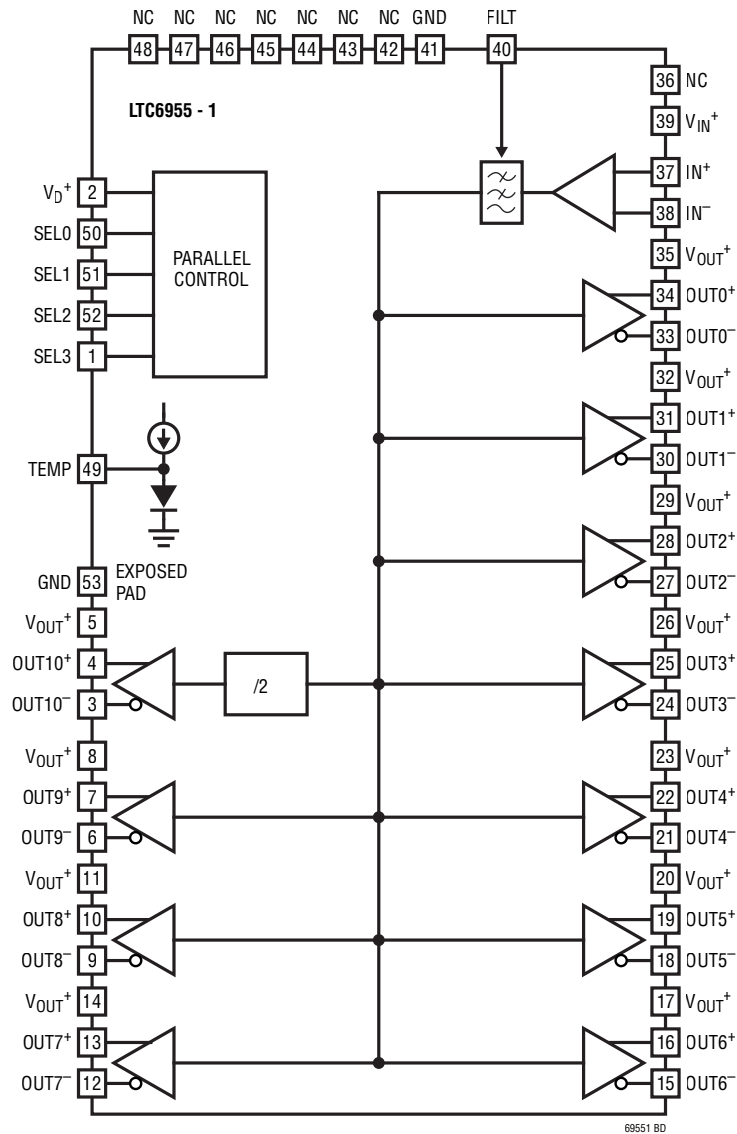 NC NC NC NC NC NC NC GND FILT
48 47 46 45 44 43 42 41 40
LTC6955 - 1
36 NC
39 VIN+
37 IN+
38 IN–
VD+ 2
SEL0 50
SEL1 51
SEL2 52
SEL3 1
PARALLEL
CONTROL
35 VOUT+
34 OUT0+
33 OUT0–
32 VOUT+
31 OUT1+
30 OUT1–
TEMP 49
29 VOUT+
28 OUT2+
27 OUT2–
GND 53 EXPOSED
PAD
VOUT+ 5
26 VOUT+
OUT10+ 4
/2
25 OUT3+
OUT10– 3
24 OUT3–
VOUT+ 8
23 VOUT+
OUT9+ 7
22 OUT4+
OUT9– 6
21 OUT4–
VOUT+ 11
20 VOUT+
OUT8+ 10
19 OUT5+
OUT8– 9
18 OUT5–
VOUT+ 14
17 VOUT+
OUT7+ 13
16 OUT6+
OUT7– 12
15 OUT6–
69551 BD